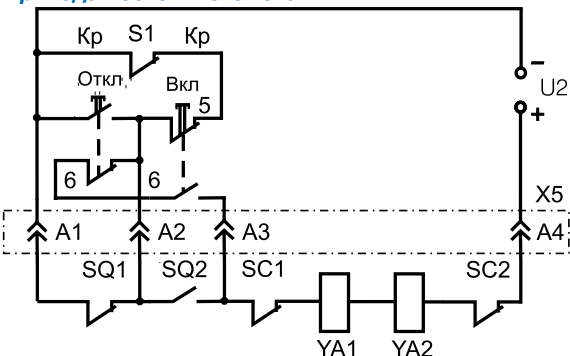 Кр S1 Кр
−
Откл. Вкл
U2
5
+
6 6
X5
A1 A2 A3 A4
SQ1 SQ2 SC1 SC2
YA1 YA2